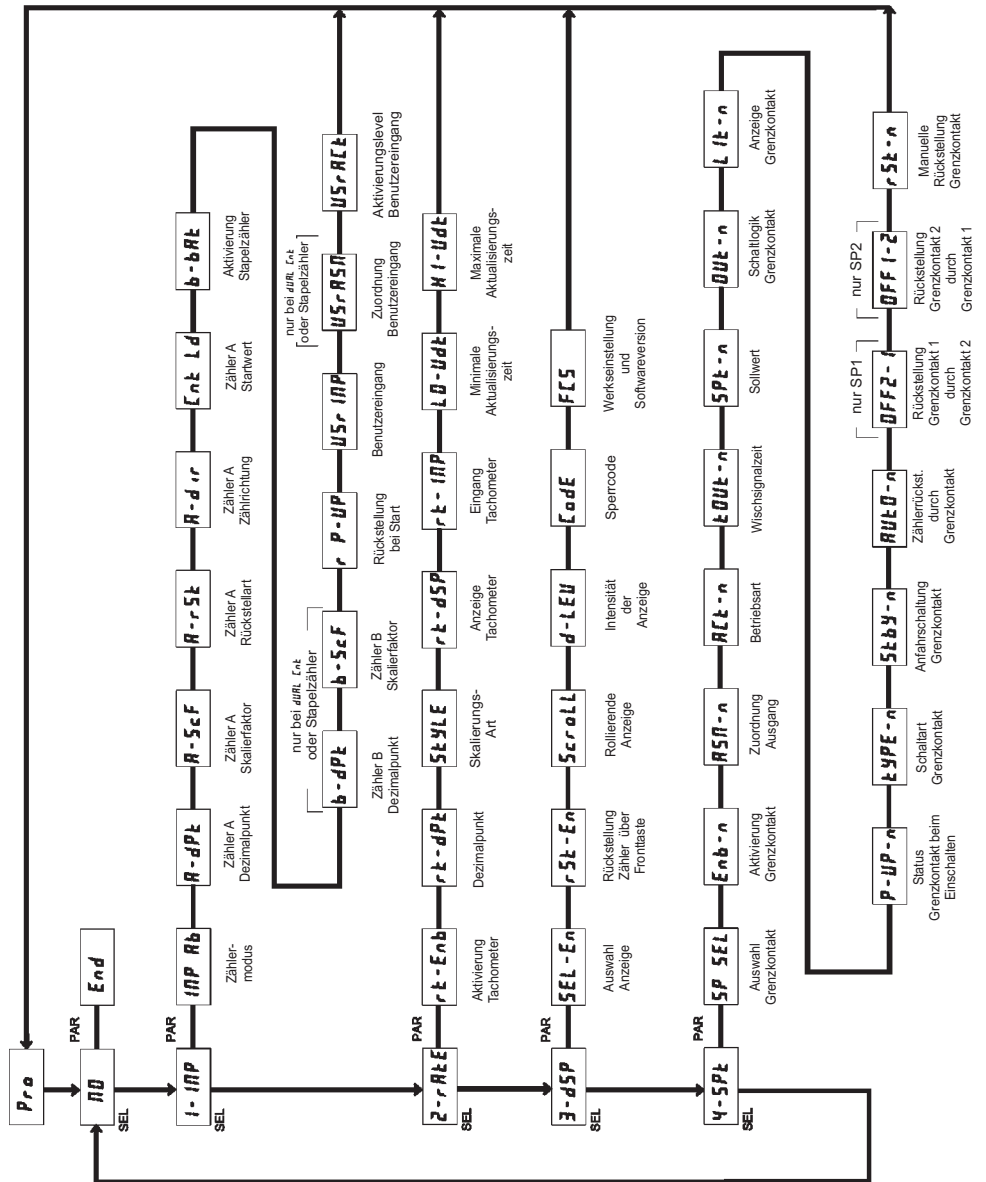 Pro
NO
SEL
PAR
End
1-INP
SEL
PAR
INP Ab
Zähler-
modus
A-dPt
Zähler A
Dezimalpunkt
A-ScF
Zähler A
Skalierfaktor
A-rSt
Zähler A
Rückstellart
A-dir
Zähler A
Zählrichtung
Cnt Ld
Zähler A
Startwert
b-bAt
Aktivierung
Stapelzähler
nur bei dURL Cnt
oder Stapelzähler
b-dPt
Zähler B
Dezimalpunkt
b-ScF
Zähler B
Skalierfaktor
r P-UP
Rückstellung
bei Start
USr INP
Benutzereingang
nur bei dURL Cnt
oder Stapelzähler
USrASN
Zuordnung
Benutzereingang
USrACt
Aktivierungslevel
Benutzereingang
2-rAtE
SEL
PAR
rt-Enb
Aktivierung
Tachometer
rt-dPt
Dezimalpunkt
StYLE
Skalierungs-
Art
rt-dSP
Anzeige
Tachometer
rt-INP
Eingang
Tachometer
LO-Udt
Minimale
Aktualisierungs-
zeit
HI-Udt
Maximale
Aktualisierungs-
zeit
3-dSP
SEL
PAR
SEL-En
Auswahl
Anzeige
rSt-En
Rückstellung
Zähler über
Fronttaste
ScroLL
Rollierende
Anzeige
d-LEV
Intensität
der
Anzeige
CodE
Sperrcode
FCS
Werkseinstellung
und
Softwareversion
4-SPt
SEL
PAR
SP SEL
Auswahl
Grenzkontakt
Enb-n
Aktivierung
Grenzkontakt
ASN-n
Zuordnung
Ausgang
ACt-n
Betriebsart
tOUt-n
Wischsignalzeit
SPt-n
Sollwert
OUt-n
Schaltlogik
Grenzkontakt
LIt-n
Anzeige
Grenzkontakt
P-UP-n
Status
Grenzkontakt beim
Einschalten
tYPE-n
Schaltart
Grenzkontakt
Stby-n
Anfahrschaltung
Grenzkontakt
AUtO-n
Zählerrückst.
durch
Grenzkontakt
nur SP1
OFF2-1
Rückstellung
Grenzkontakt 1
durch
Grenzkontakt 2
nur SP2
OFF1-2
Rückstellung
Grenzkontakt 2
durch
Grenzkontakt 1
rSt-n
Manuelle
Rückstellung
Grenzkontakt